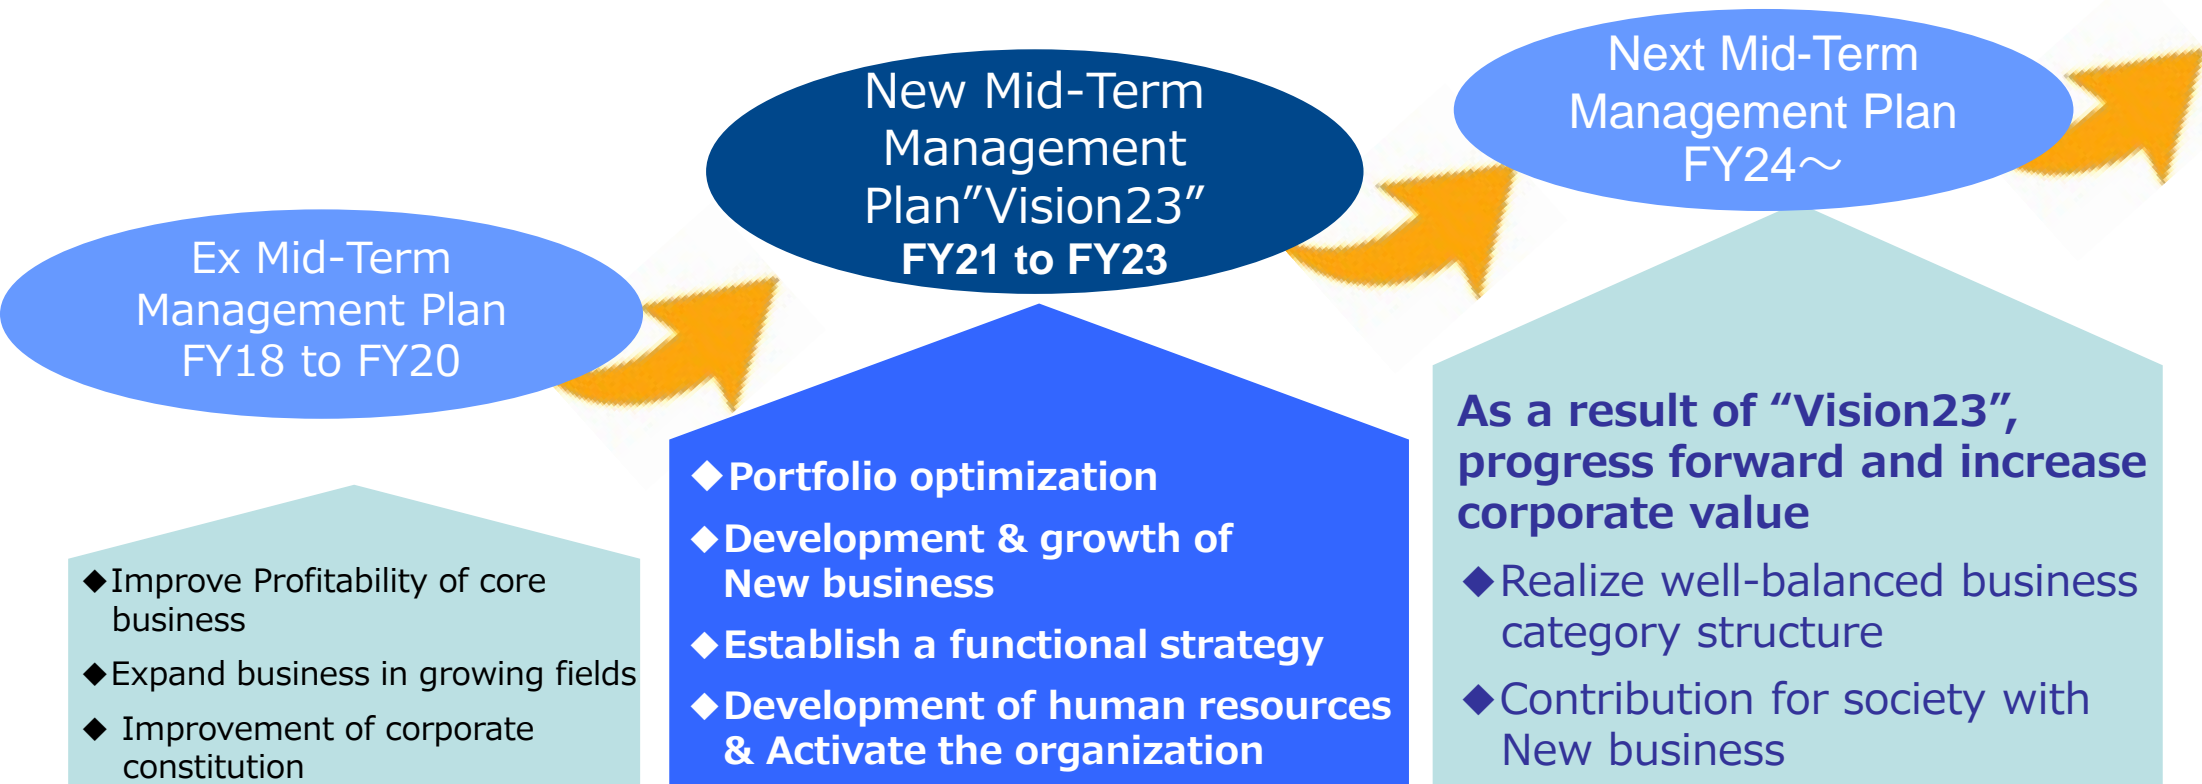 Ex Mid-Term
Management Plan
FY18 to FY20
◆Improve Profitability of core
business
◆Expand business in growing fields
◆ Improvement of corporate
constitution
New Mid-Term
Management
Plan”Vision23”
FY21 to FY23
◆Portfolio optimization
◆Development & growth of
New business
◆Establish a functional strategy
◆Development of human resources
& Activate the organization
Next Mid-Term
Management Plan
FY24～
As a result of “Vision23”,
progress forward and increase
corporate value
◆Realize well-balanced business
category structure
◆Contribution for society with
New business